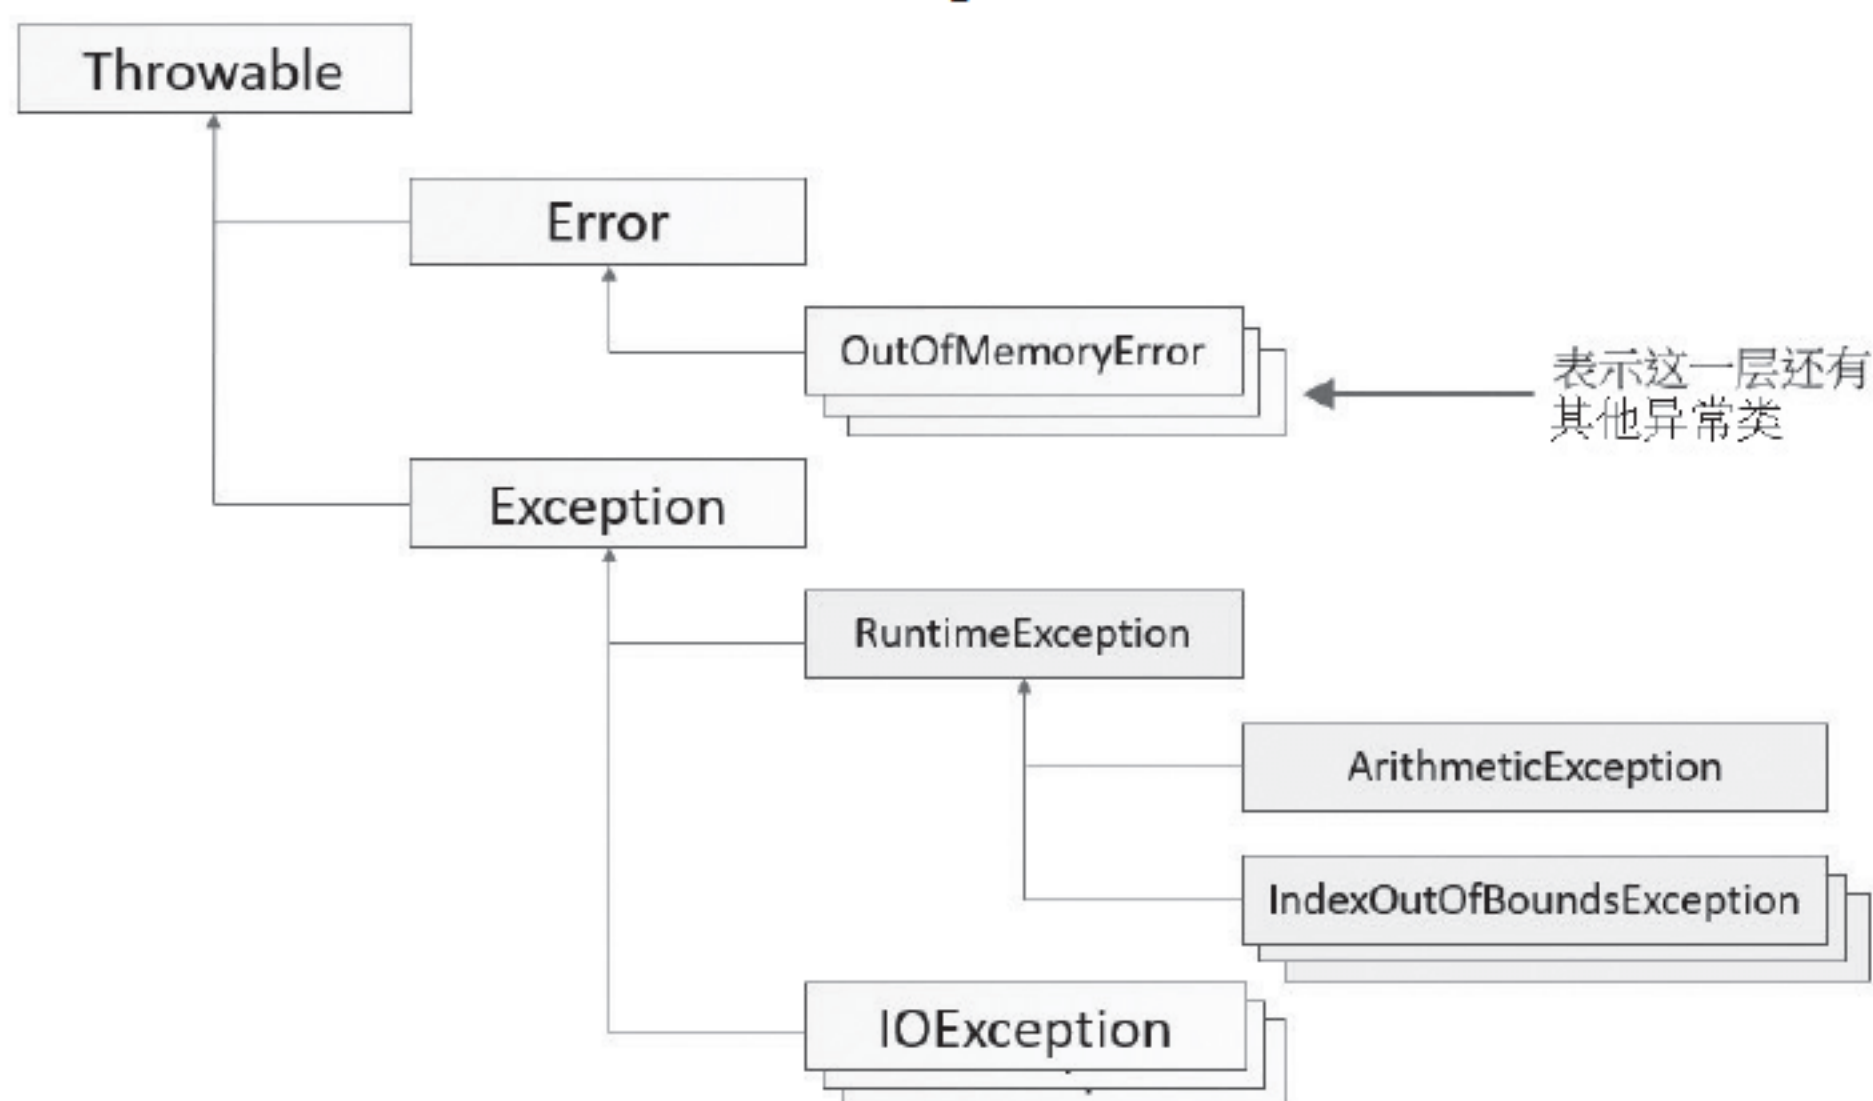 Throwable
Error
OutOfMemoryError
表示这一层还有
其他异常类
Exception
RuntimeException
ArithmeticException
IndexOutOfBoundsException
IOException